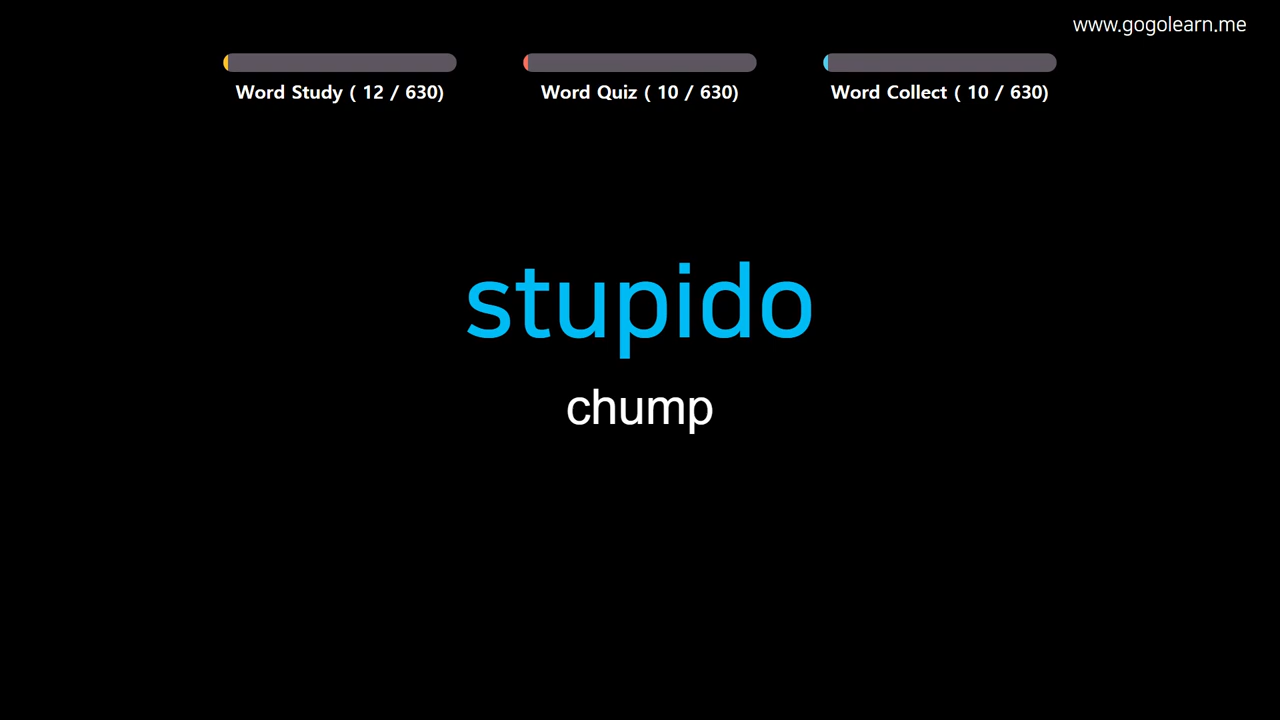 www.gogolearn.me
Word Study ( 12 / 630)
Word Quiz ( 10 / 630)
Word Collect ( 10 / 630)
stupido
chump